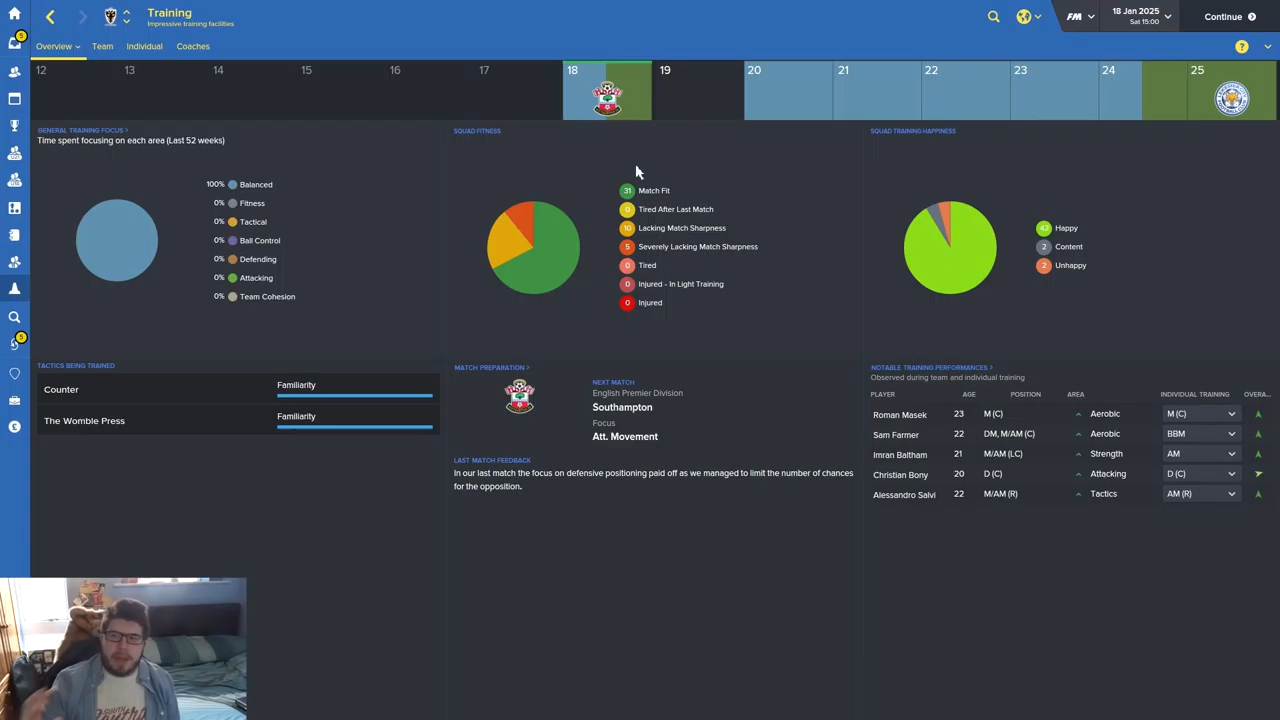 Training
Impressive training facilities
FM
18 Jan 2025
Sat 15:00
Continue
5
Overview
Team
Individual
Coaches
?
12
13
14
15
16
17
18
19
20
21
22
23
24
25
GENERAL TRAINING FOCUS >
Time spent focusing on each area (Last 52 weeks)
100% Balanced
0% Fitness
0% Tactical
0% Ball Control
0% Defending
0% Attacking
0% Team Cohesion
SQUAD FITNESS
31 Match Fit
0 Tired After Last Match
10 Lacking Match Sharpness
5 Severely Lacking Match Sharpness
0 Tired
0 Injured - In Light Training
0 Injured
SQUAD TRAINING HAPPINESS
42 Happy
2 Content
2 Unhappy
5
TACTICS BEING TRAINED
Counter
Familiarity
The Womble Press
Familiarity
MATCH PREPARATION >
NEXT MATCH
English Premier Division
Southampton
Focus
Att. Movement
LAST MATCH FEEDBACK
In our last match the focus on defensive positioning paid off as we managed to limit the number of chances
for the opposition.
NOTABLE TRAINING PERFORMANCES >
Observed during team and individual training
PLAYER AGE POSITION AREA INDIVIDUAL TRAINING OVERA...
Roman Masek 23 M (C) Aerobic M (C)
Sam Farmer 22 DM, M/AM (C) Aerobic BBM
Imran Baltham 21 M/AM (LC) Strength AM
Christian Bony 20 D (C) Attacking D (C)
Alessandro Salvi 22 M/AM (R) Tactics AM (R)
SOUTH